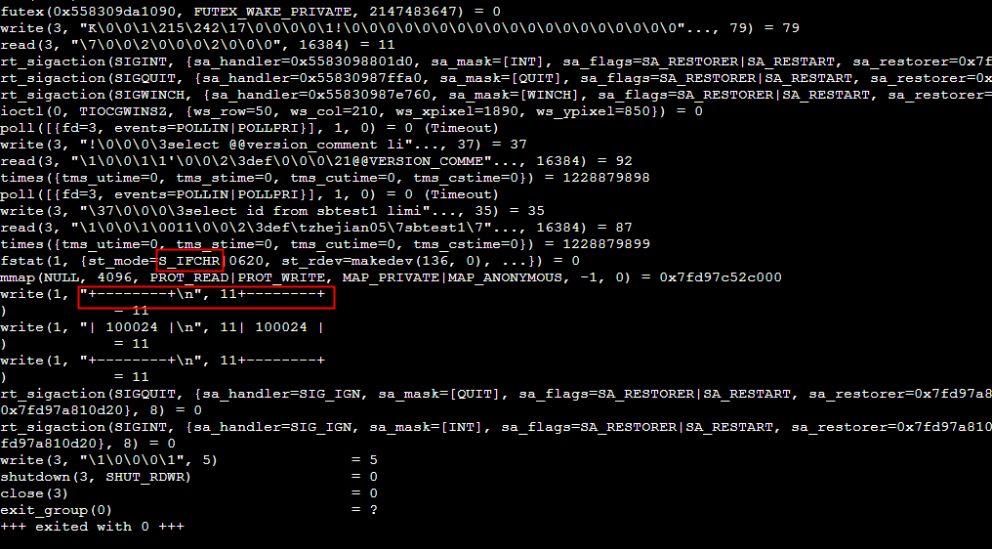 futex(0x558309da1090, FUTEX_WAKE_PRIVATE, 2147483647) = 0
write(3, "K\0\0\1\215\242\17\0\0\0\0\1!\0\0\0\0\0\0\0\0\0\0\0\0\0\0\0\0\0\0\0"..., 79) = 79
read(3, "\7\0\0\2\0\0\0\2\0\0\0", 16384) = 11
rt_sigaction(SIGINT, {sa_handler=0x5583098801d0, sa_mask=[INT], sa_flags=SA_RESTORER|SA_RESTART, sa_restorer=0x7f
rt_sigaction(SIGQUIT, {sa_handler=0x55830987ffa0, sa_mask=[QUIT], sa_flags=SA_RESTORER|SA_RESTART, sa_restorer=0x
rt_sigaction(SIGWINCH, {sa_handler=0x55830987e760, sa_mask=[WINCH], sa_flags=SA_RESTORER|SA_RESTART, sa_restorer=
ioctl(0, TIOCGWINSZ, {ws_row=50, ws_col=210, ws_xpixel=1890, ws_ypixel=850}) = 0
poll([{fd=3, events=POLLIN|POLLPRI}], 1, 0) = 0 (Timeout)
write(3, "!\0\0\0\3select @@version_comment li"..., 37) = 37
read(3, "\1\0\0\1\1'\0\0\2\3def\0\0\0\21@@VERSION_COMME"..., 16384) = 92
times({tms_utime=0, tms_stime=0, tms_cutime=0, tms_cstime=0}) = 1228879898
poll([{fd=3, events=POLLIN|POLLPRI}], 1, 0) = 0 (Timeout)
write(3, "\37\0\0\0\3select id from sbtest1 limi"..., 35) = 35
read(3, "\1\0\0\1\0011\0\0\2\3def\tzhejian05\7sbtest1\7"..., 16384) = 87
times({tms_utime=0, tms_stime=0, tms_cutime=0, tms_cstime=0}) = 1228879899
fstat(1, {st_mode=S_IFCHR|0620, st_rdev=makedev(136, 0), ...}) = 0
mmap(NULL, 4096, PROT_READ|PROT_WRITE, MAP_PRIVATE|MAP_ANONYMOUS, -1, 0) = 0x7fd97c52c000
write(1, "+--------+\n", 11+--------+
) = 11
write(1, "| 100024 |\n", 11| 100024 |
) = 11
write(1, "+--------+\n", 11+--------+
) = 11
rt_sigaction(SIGQUIT, {sa_handler=SIG_IGN, sa_mask=[QUIT], sa_flags=SA_RESTORER|SA_RESTART, sa_restorer=0x7fd97a8
0x7fd97a810d20}, 8) = 0
rt_sigaction(SIGINT, {sa_handler=SIG_IGN, sa_mask=[INT], sa_flags=SA_RESTORER|SA_RESTART, sa_restorer=0x7fd97a810
fd97a810d20}, 8) = 0
write(3, "\1\0\0\0\1", 5) = 5
shutdown(3, SHUT_RDWR) = 0
close(3) = 0
exit_group(0) = ?
+++ exited with 0 +++